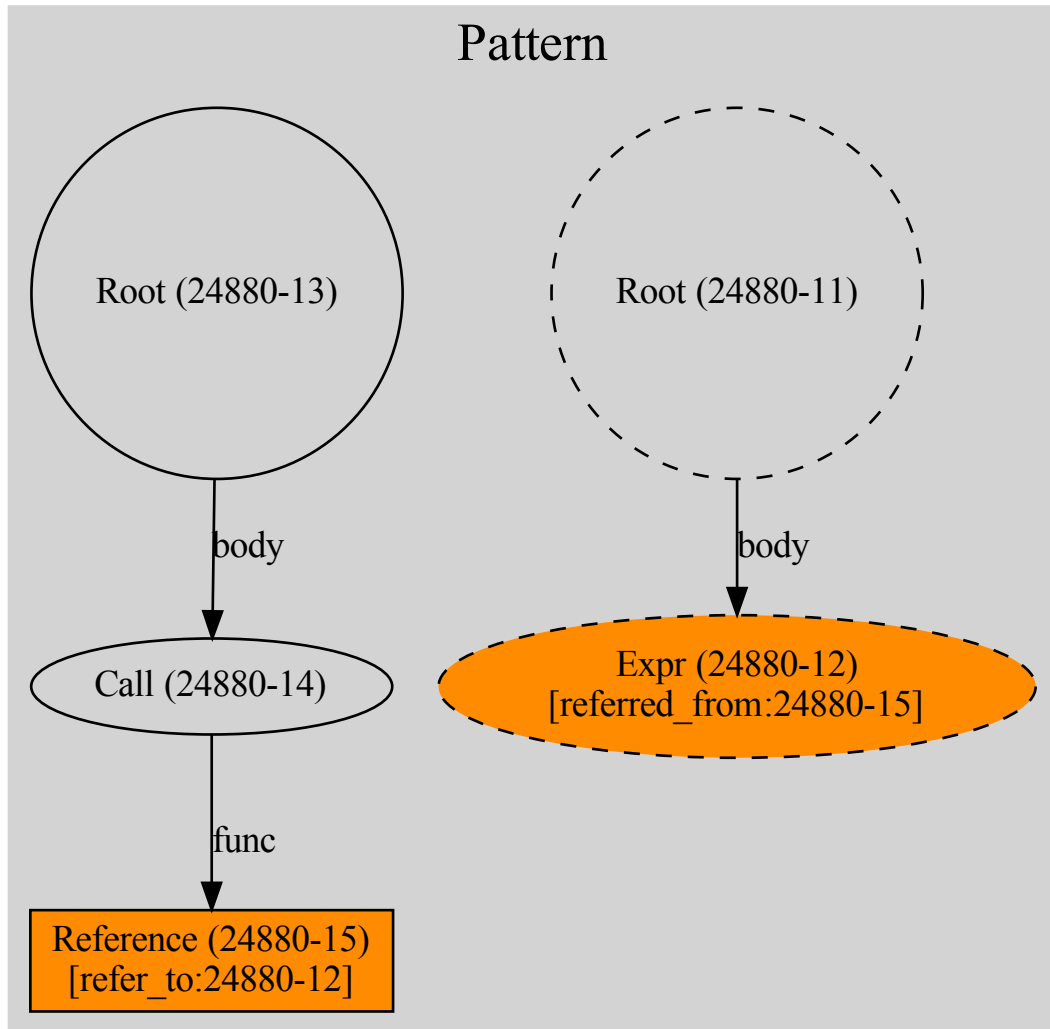 Pattern
Root (24880-13)
Root (24880-11)
body
body
Call (24880-14)
Expr (24880-12)
[referred_from:24880-15]
func
Reference (24880-15)
[refer_to:24880-12]